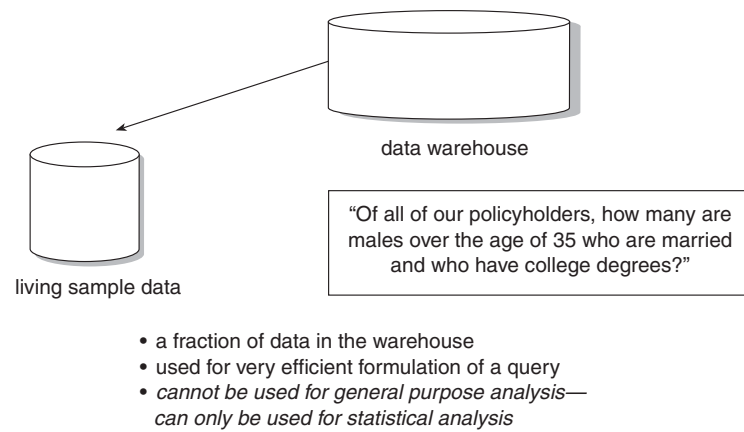 data warehouse
living sample data
“Of all of our policyholders, how many are
males over the age of 35 who are married
and who have college degrees?”
• a fraction of data in the warehouse
• used for very efficient formulation of a query
• cannot be used for general purpose analysis—
can only be used for statistical analysis